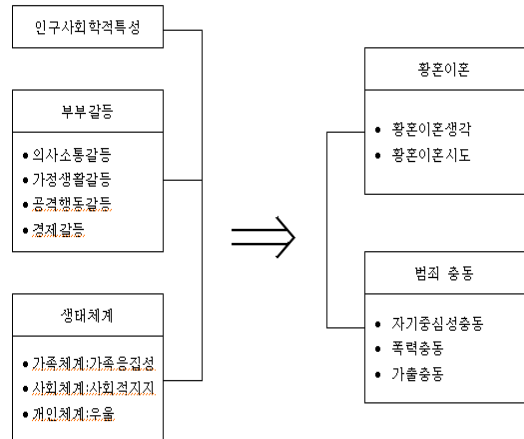 인구사회학적특성
부부갈등
• 의사소통갈등
• 가정생활갈등
• 공격행동갈등
• 경제갈등
생태체계
• 가족체계:가족응집성
• 사회체계:사회적지지
• 개인체계:우울
황혼이혼
• 황혼이혼생각
• 황혼이혼시도
범죄 충동
• 자기중심성충동
• 폭력충동
• 가출충동